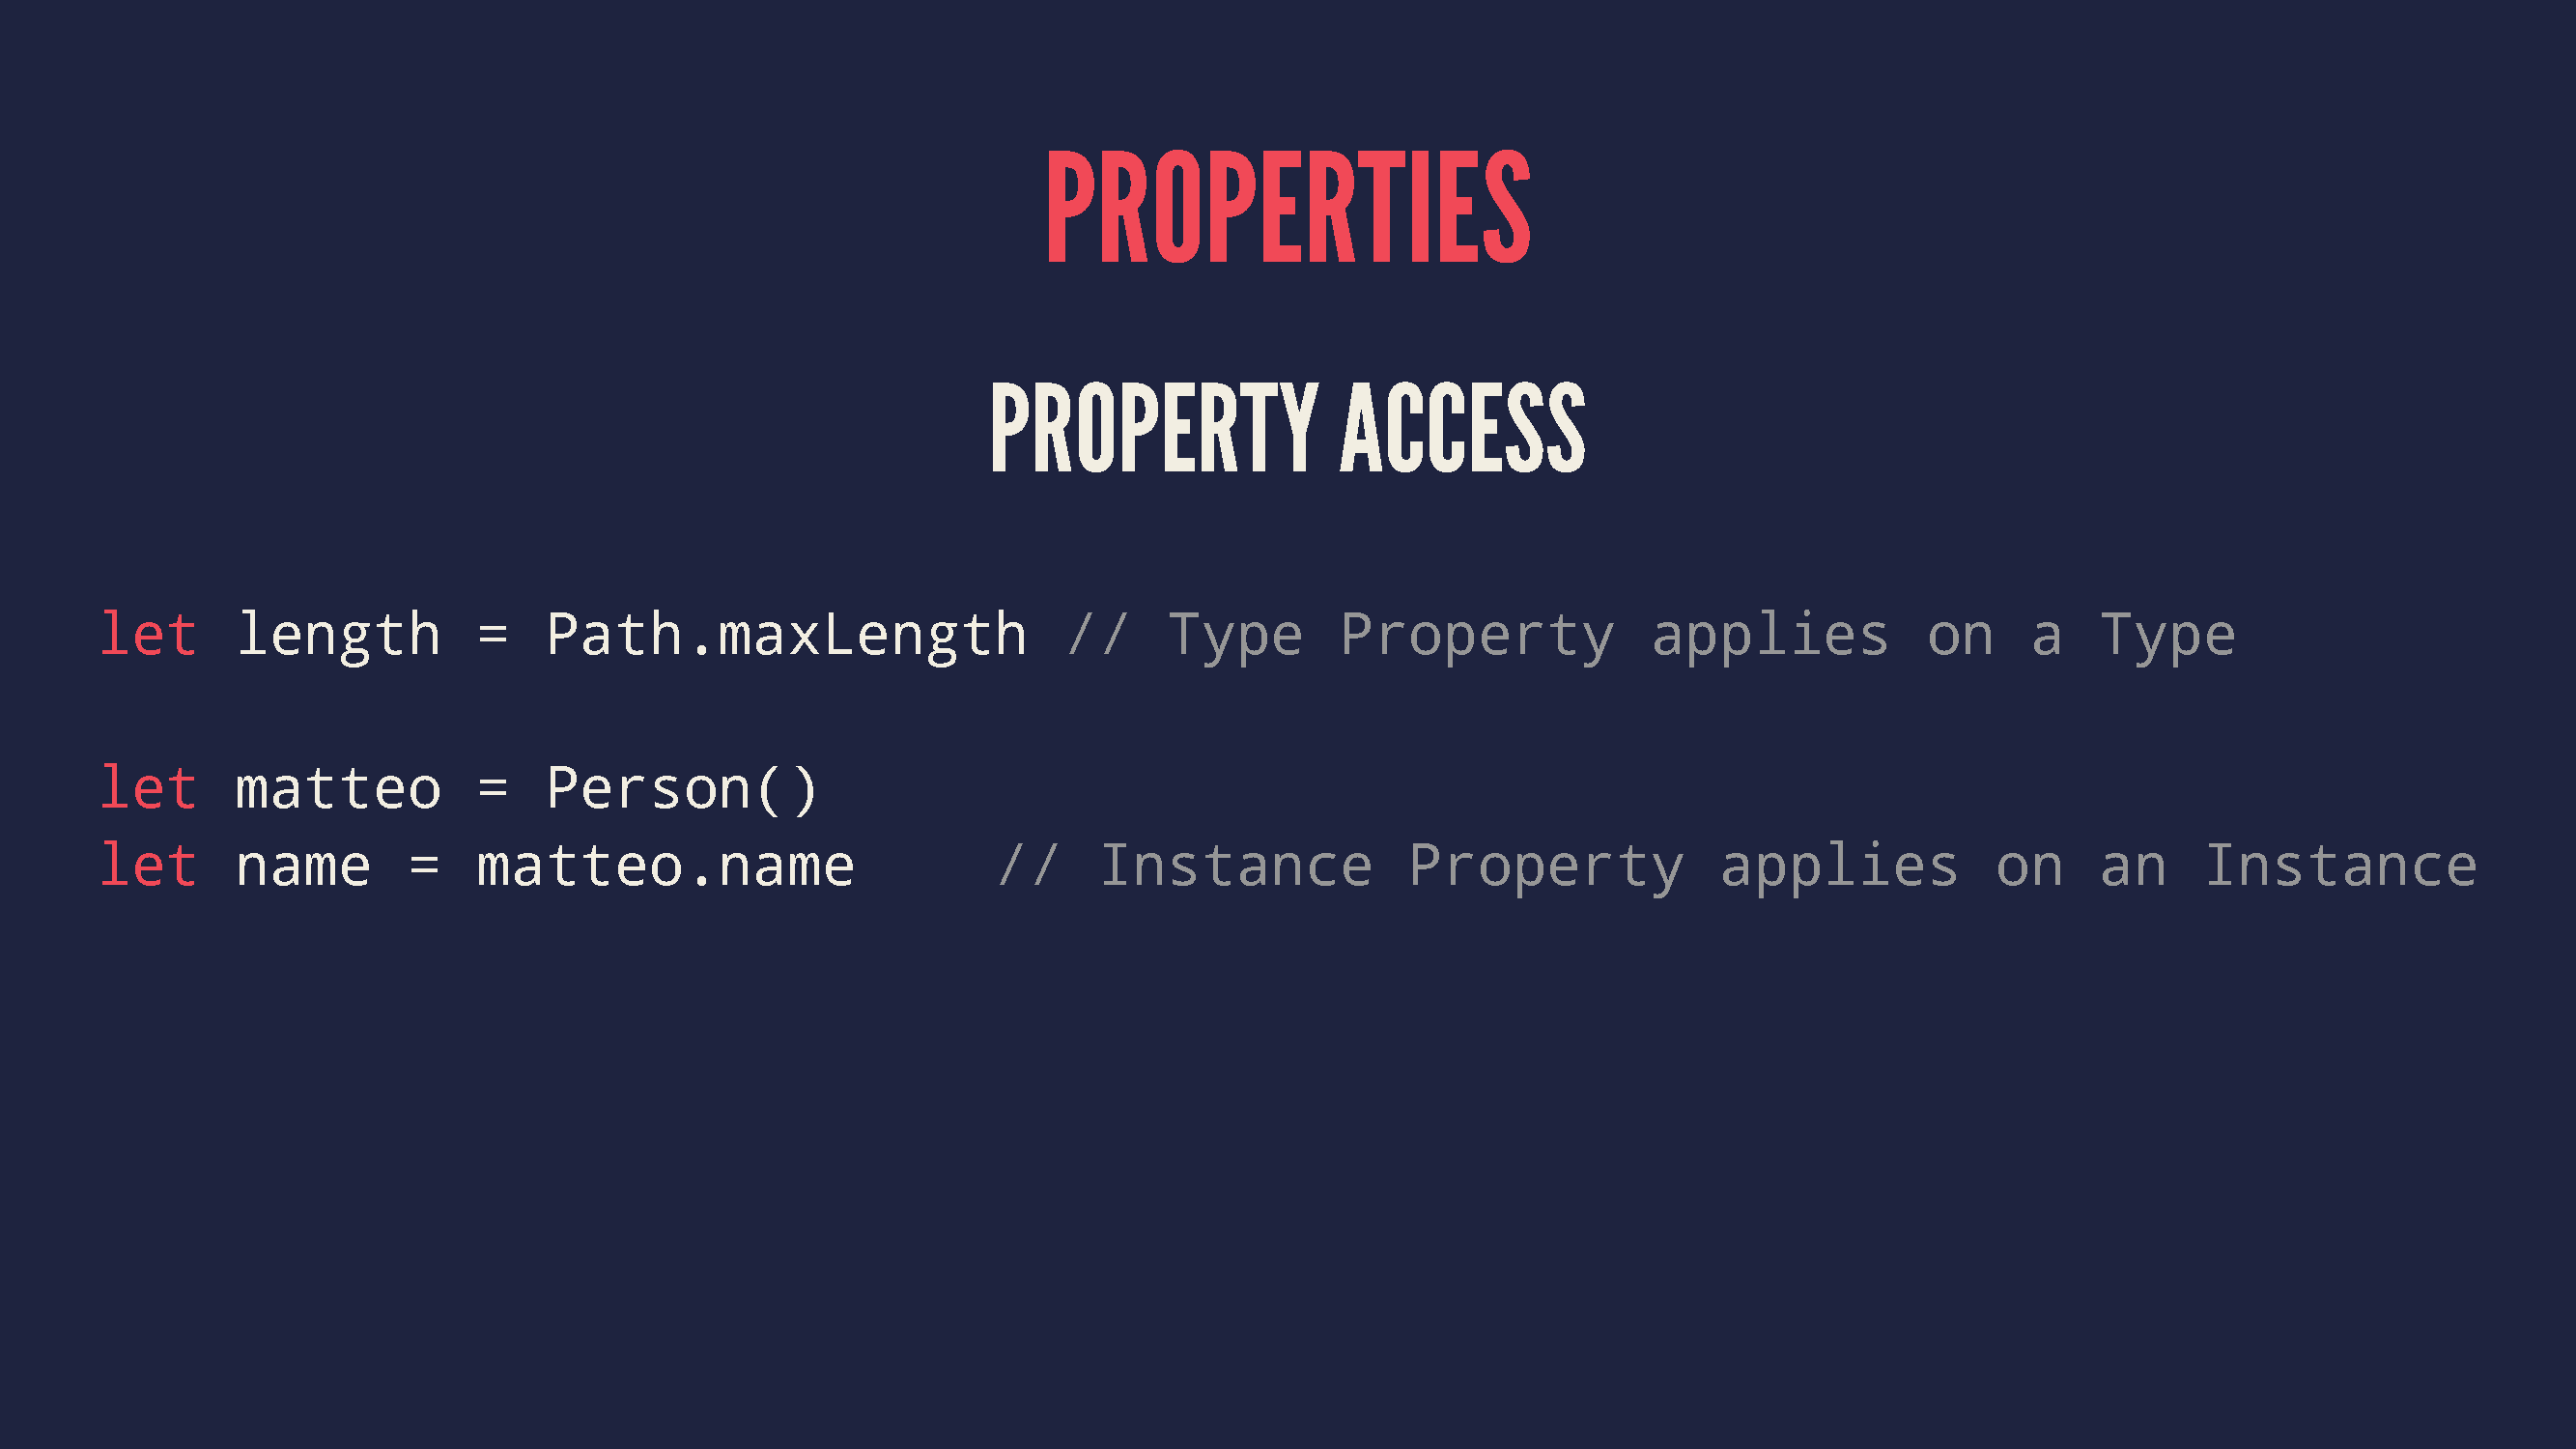 PROPERTIES
PROPERTY ACCESS
let length = Path.maxLength // Type Property applies on a Type
let matteo = Person()
let name = matteo.name    // Instance Property applies on an Instance